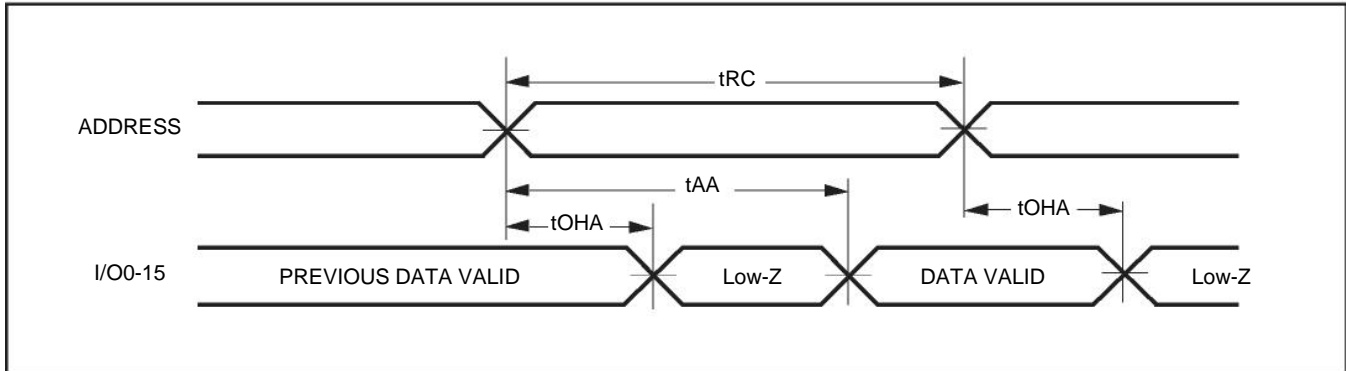 tRC
ADDRESS
tAA
tOHA
tOHA
I/O0-15
PREVIOUS DATA VALID
Low-Z
DATA VALID
Low-Z